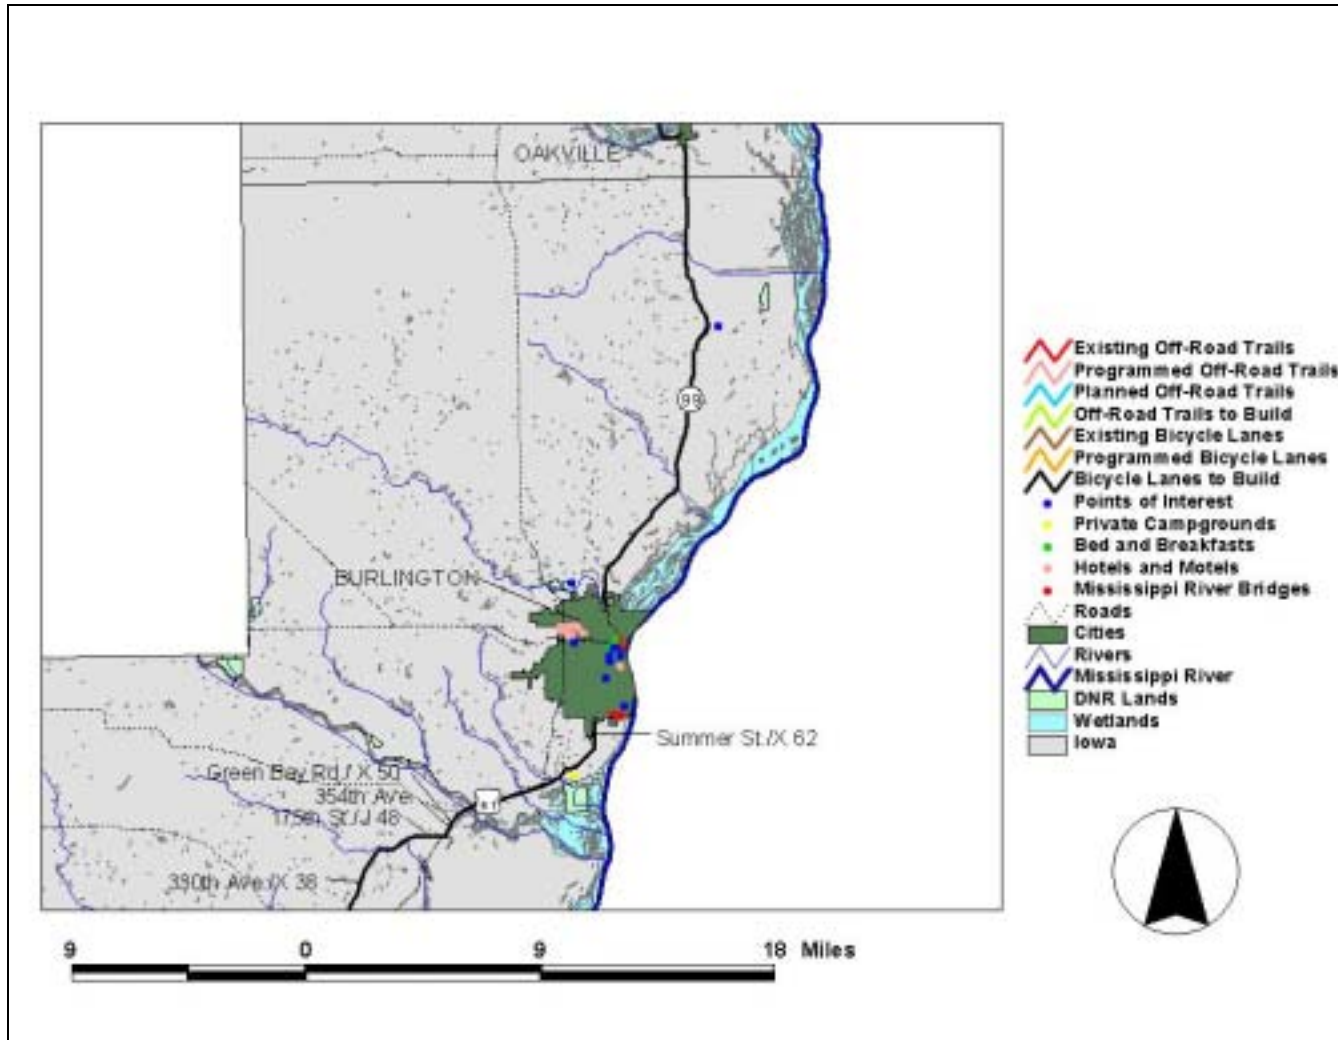 OAKVILLE
99
BURLINGTON
Summer St./X 62
Green Bay Rd./ X 50
354th Ave
175th St./J 48
61
330th Ave./X 38
Existing Off-Road Trails
Programmed Off-Road Trails
Planned Off-Road Trails
Off-Road Trails to Build
Existing Bicycle Lanes
Programmed Bicycle Lanes
Bicycle Lanes to Build
Points of Interest
Private Campgrounds
Bed and Breakfasts
Hotels and Motels
Mississippi River Bridges
Roads
Cities
Rivers
Mississippi River
DNR Lands
Wetlands
Iowa
9 0 9 18 Miles